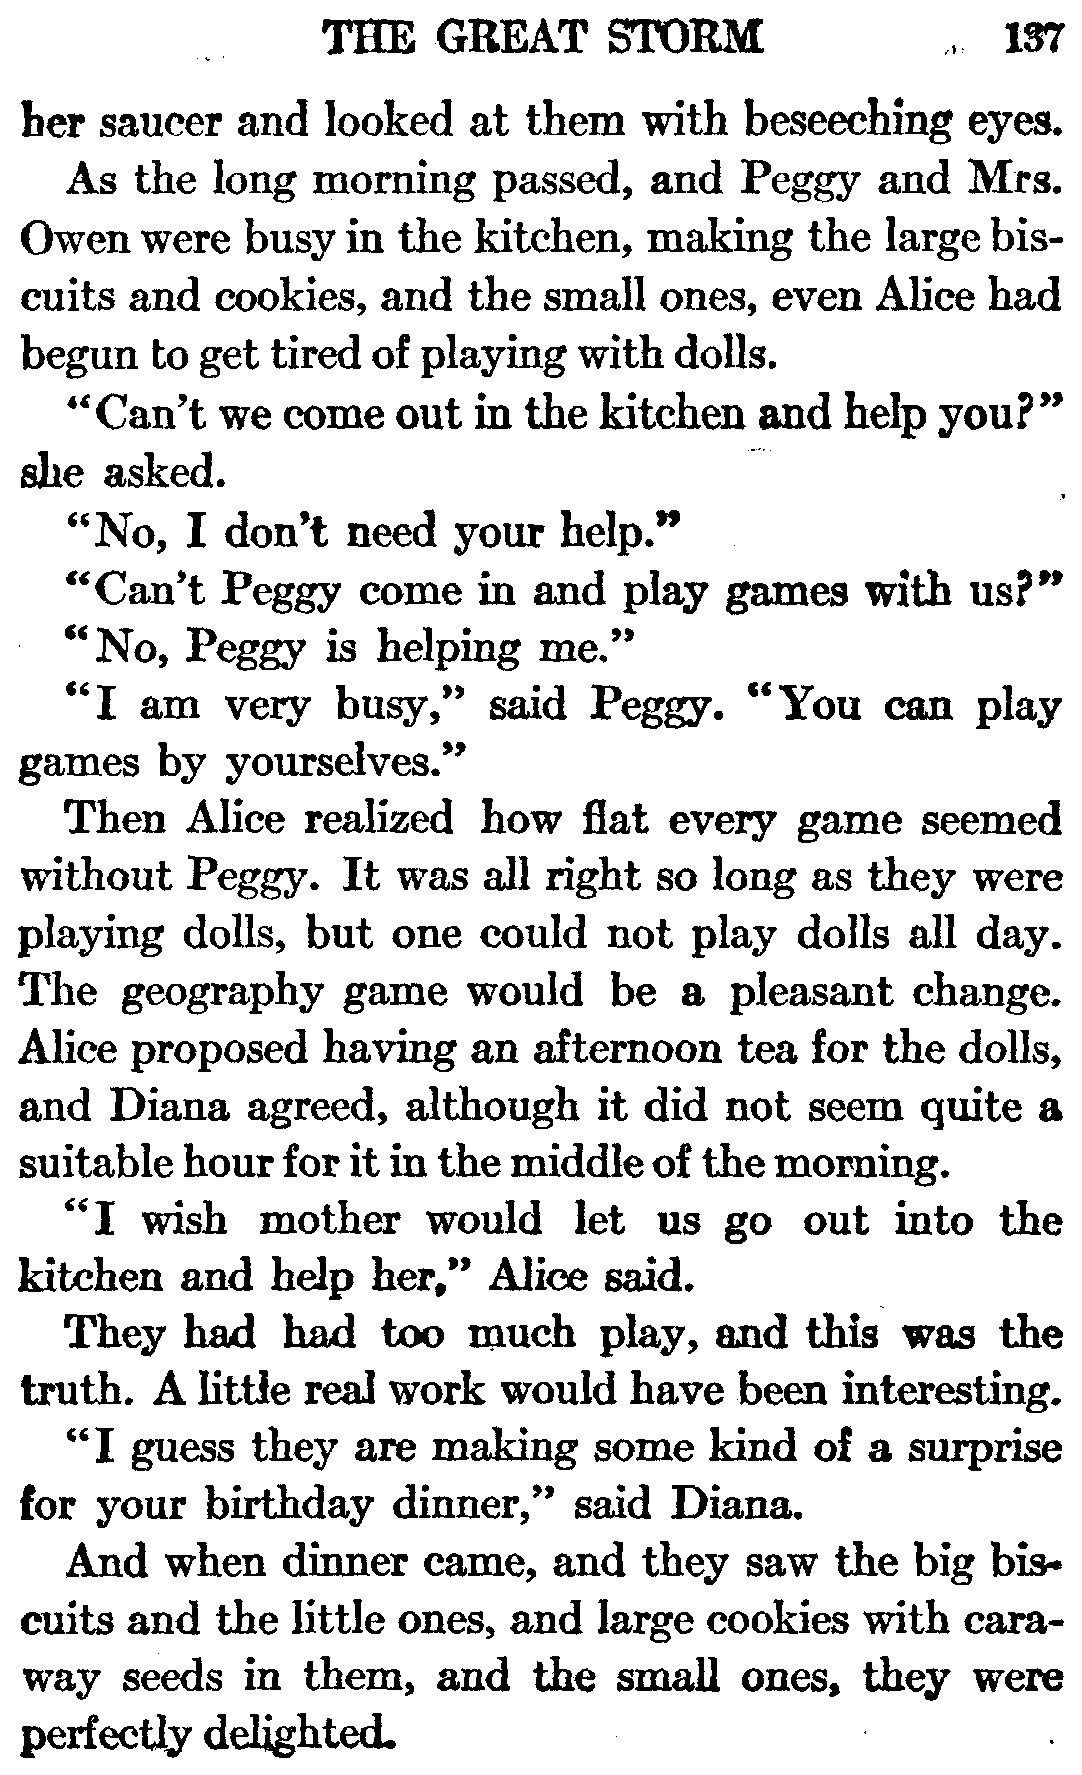 THE GREAT STORM 137
her saucer and looked at them with beseeching eyes.
As the long morning passed, and Peggy and Mrs.
Owen were busy in the kitchen, making the large bis-
cuits and cookies, and the small ones, even Alice had
begun to get tired of playing with dolls.
"Can't we come out in the kitchen and help you?"
she asked.
"No, I don't need your help."
"Can't Peggy come in and play games with us?"
"No, Peggy is helping me."
"I am very busy," said Peggy. "You can play
games by yourselves."
Then Alice realized how flat every game seemed
without Peggy. It was all right so long as they were
playing dolls, but one could not play dolls all day.
The geography game would be a pleasant change.
Alice proposed having an afternoon tea for the dolls,
and Diana agreed, although it did not seem quite a
suitable hour for it in the middle of the morning.
"I wish mother would let us go out into the
kitchen and help her," Alice said.
They had had too much play, and this was the
truth. A little real work would have been interesting.
"I guess they are making some kind of a surprise
for your birthday dinner," said Diana.
And when dinner came, and they saw the big bis-
cuits and the little ones, and large cookies with cara-
way seeds in them, and the small ones, they were
perfectly delighted.